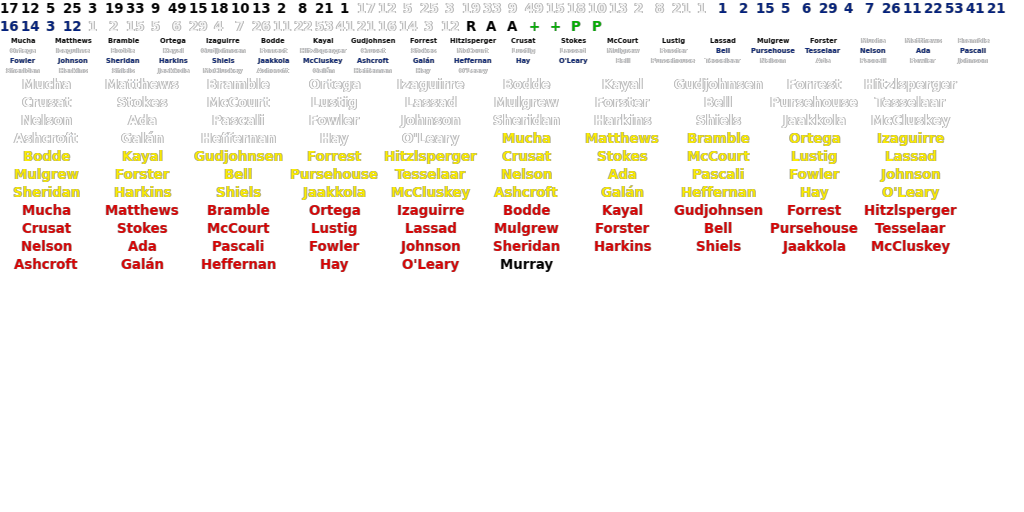 17 12 5 25 3 19 33 9 49 15 18 10 13 2 8 21 1 17 12 5 25 3 19 33 9 49 15 18 10 13 2 8 21 1 1 2 15 5 6 29 4 7 26 11 22 53 41 21
16 14 3 12 1 2 15 5 6 29 4 7 26 11 22 53 41 21 16 14 3 12 R A A + + P P
Mucha Matthews Bramble Ortega Izaguirre Bodde Kayal Gudjohnsen Forrest Hitzlsperger Crusat Stokes McCourt Lustig Lassad Mulgrew Forster Mucha Matthews Bramble
Ortega Izaguirre Bodde Kayal Gudjohnsen Forrest Hitzlsperger Crusat Stokes McCourt Lustig Lassad Mulgrew Forster Bell Pursehouse Tesselaar Nelson Ada Pascali
Fowler Johnson Sheridan Harkins Shiels Jaakkola McCluskey Ashcroft Galán Heffernan Hay O'Leary Bell Pursehouse Tesselaar Nelson Ada Pascali Fowler Johnson
Sheridan Harkins Shiels Jaakkola McCluskey Ashcroft Galán Heffernan Hay O'Leary
Mucha Matthews Bramble Ortega Izaguirre Bodde Kayal Gudjohnsen Forrest Hitzlsperger
Crusat Stokes McCourt Lustig Lassad Mulgrew Forster Bell Pursehouse Tesselaar
Nelson Ada Pascali Fowler Johnson Sheridan Harkins Shiels Jaakkola McCluskey
Ashcroft Galán Heffernan Hay O'Leary Mucha Matthews Bramble Ortega Izaguirre
Bodde Kayal Gudjohnsen Forrest Hitzlsperger Crusat Stokes McCourt Lustig Lassad
Mulgrew Forster Bell Pursehouse Tesselaar Nelson Ada Pascali Fowler Johnson
Sheridan Harkins Shiels Jaakkola McCluskey Ashcroft Galán Heffernan Hay O'Leary
Mucha Matthews Bramble Ortega Izaguirre Bodde Kayal Gudjohnsen Forrest Hitzlsperger
Crusat Stokes McCourt Lustig Lassad Mulgrew Forster Bell Pursehouse Tesselaar
Nelson Ada Pascali Fowler Johnson Sheridan Harkins Shiels Jaakkola McCluskey
Ashcroft Galán Heffernan Hay O'Leary Murray